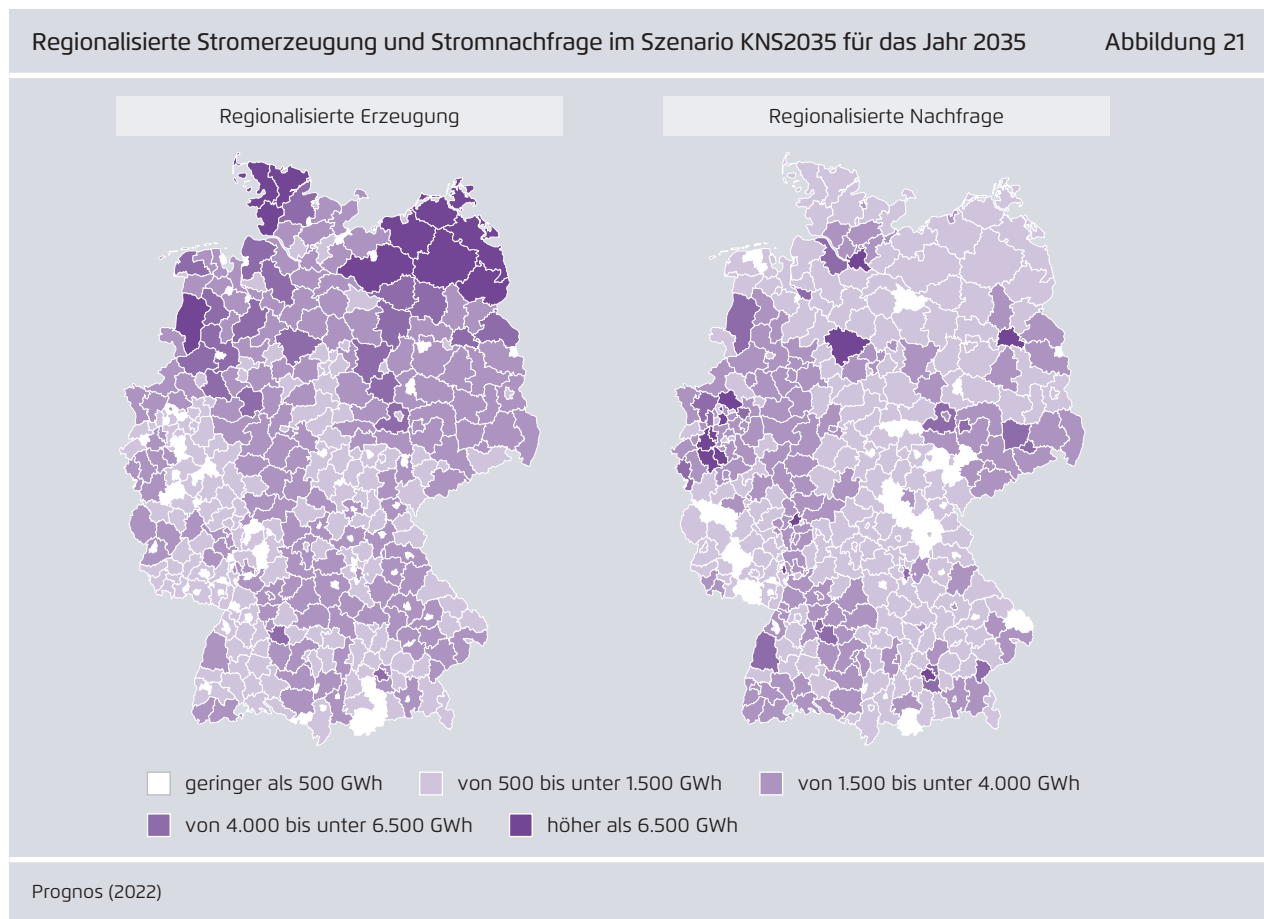 Regionalisierte Stromerzeugung und Stromnachfrage im Szenario KNS2035 für das Jahr 2035 Abbildung 21
Regionalisierte Erzeugung
Regionalisierte Nachfrage
geringer als 500 GWh
von 500 bis unter 1.500 GWh
von 1.500 bis unter 4.000 GWh
von 4.000 bis unter 6.500 GWh
höher als 6.500 GWh
Prognos (2022)